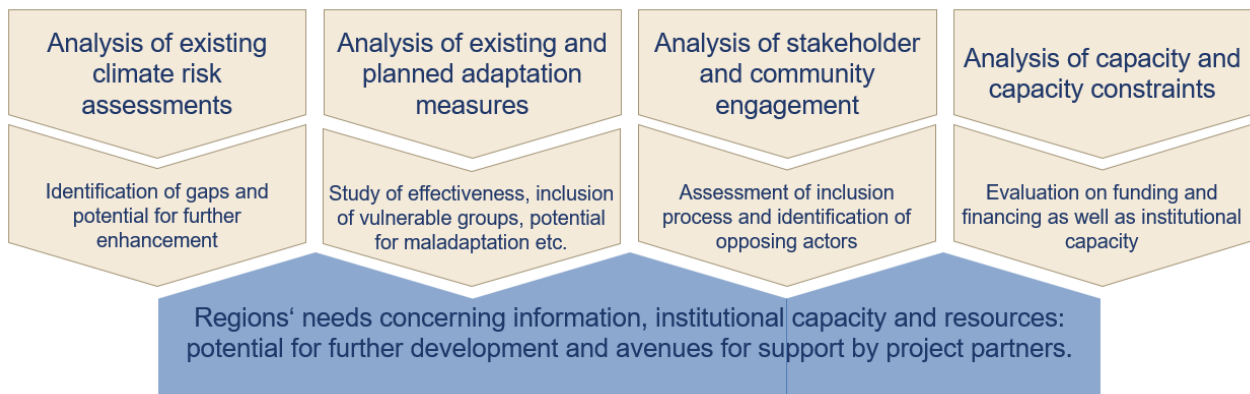 Analysis of existing
climate risk
assessments
Analysis of existing and
planned adaptation
measures
Analysis of stakeholder
and community
engagement
Analysis of capacity and
capacity constraints
Identification of gaps and
potential for further
enhancement
Study of effectiveness, inclusion
of vulnerable groups, potential
for maladaptation etc.
Assessment of inclusion
process and identification of
opposing actors
Evaluation on funding and
financing as well as institutional
capacity
Regions‘ needs concerning information, institutional capacity and resources:
potential for further development and avenues for support by project partners.